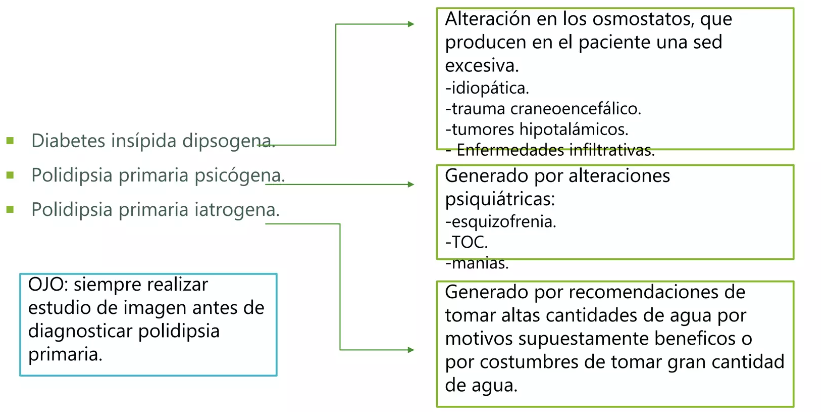 Diabetes insípida dipsogena.
Polidipsia primaria psicógena.
Polidipsia primaria iatrogena.
OJO: siempre realizar
estudio de imagen antes de
diagnosticar polidipsia
primaria.
Alteración en los osmostatos, que
producen en el paciente una sed
excesiva.
-idiopática.
-trauma craneoencefálico.
-tumores hipotalámicos.
- Enfermedades infiltrativas.
Generado por alteraciones
psiquiátricas:
-esquizofrenia.
-TOC.
-manias.
Generado por recomendaciones de
tomar altas cantidades de agua por
motivos supuestamente beneficos o
por costumbres de tomar gran cantidad
de agua.